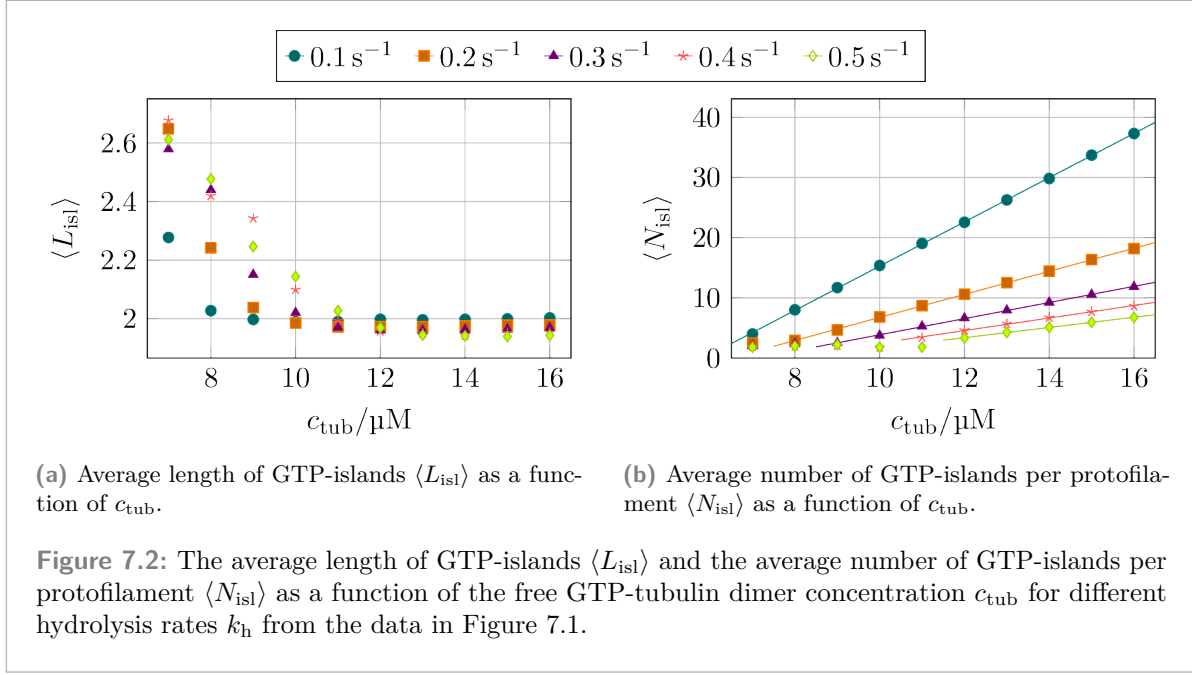 0.1 s⁻¹ 0.2 s⁻¹ 0.3 s⁻¹ 0.4 s⁻¹ 0.5 s⁻¹
2.6
2.4
2.2
2
8 10 12 14 16
⟨L_isl⟩
c_tub/µM
40
30
20
10
0
8 10 12 14 16
⟨N_isl⟩
c_tub/µM
(a) Average length of GTP-islands ⟨L_isl⟩ as a func-
tion of c_tub.
(b) Average number of GTP-islands per protofila-
ment ⟨N_isl⟩ as a function of c_tub.
Figure 7.2: The average length of GTP-islands ⟨L_isl⟩ and the average number of GTP-islands per
protofilament ⟨N_isl⟩ as a function of the free GTP-tubulin dimer concentration c_tub for different
hydrolysis rates k_h from the data in Figure 7.1.